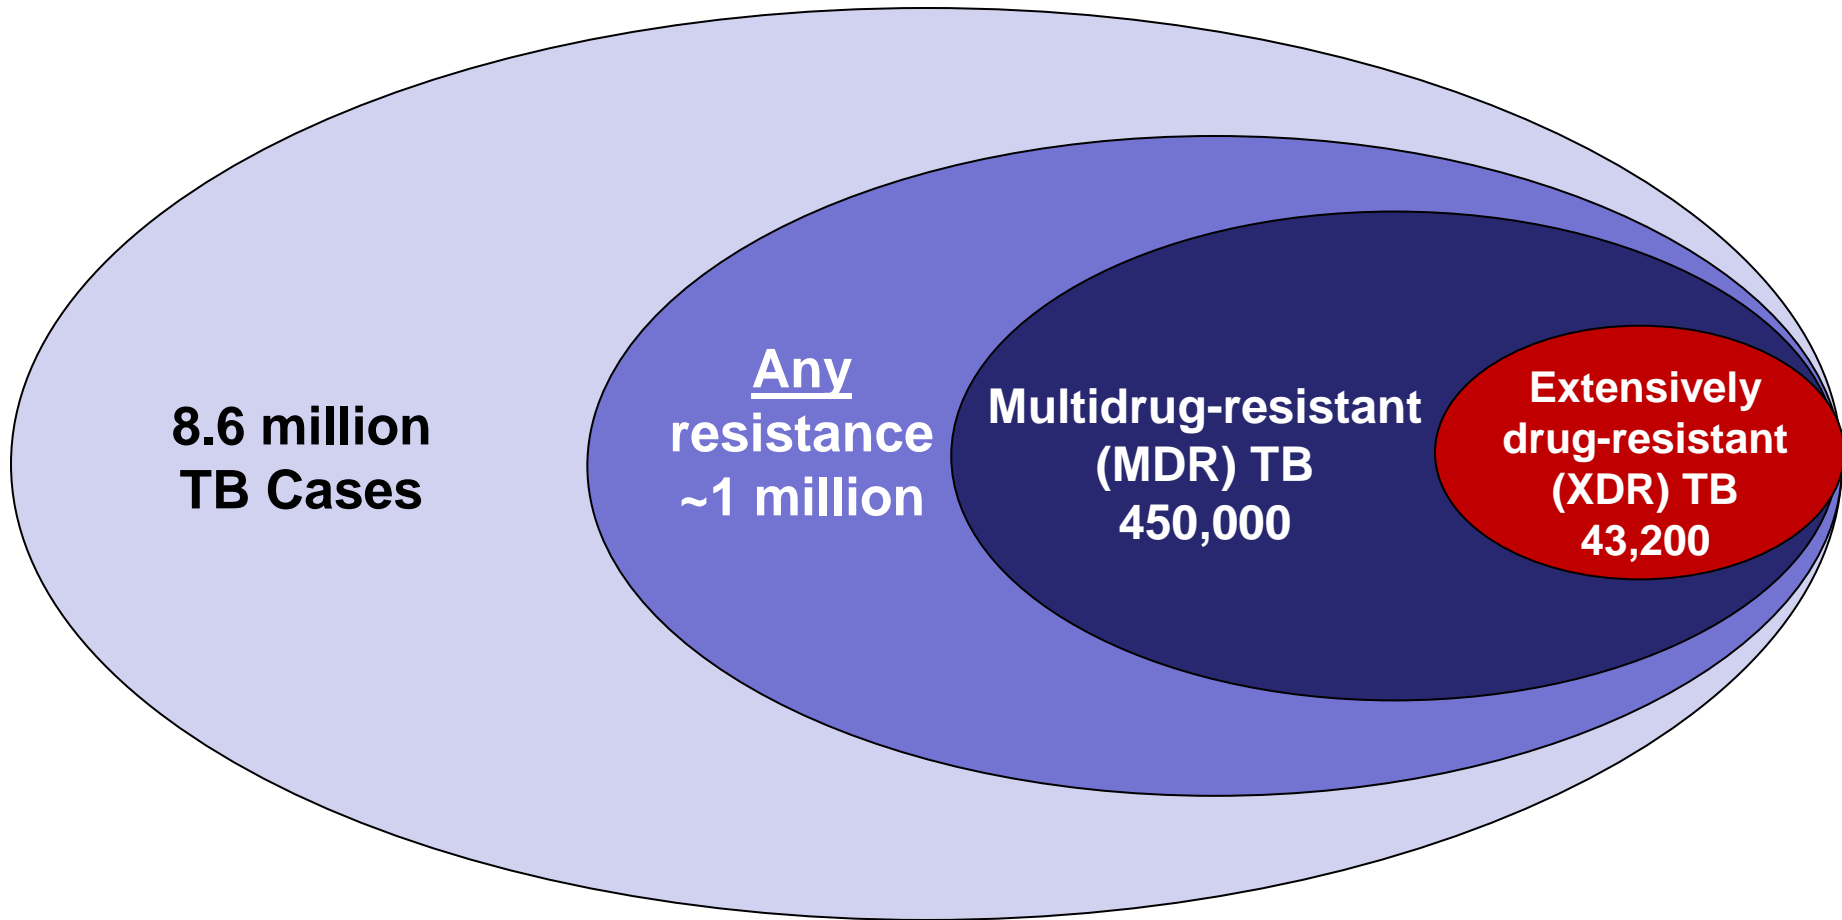 8.6 million
TB Cases
Any
resistance
~1 million
Multidrug-resistant
(MDR) TB
450,000
Extensively
drug-resistant
(XDR) TB
43,200